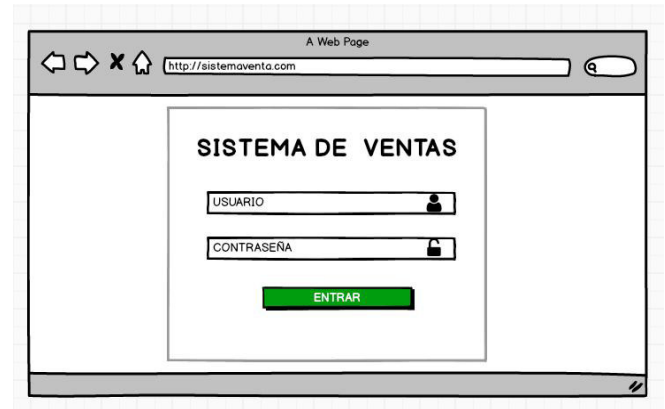 A Web Page
http://sistemaventa.com
SISTEMA DE VENTAS
USUARIO
CONTRASEÑA
ENTRAR